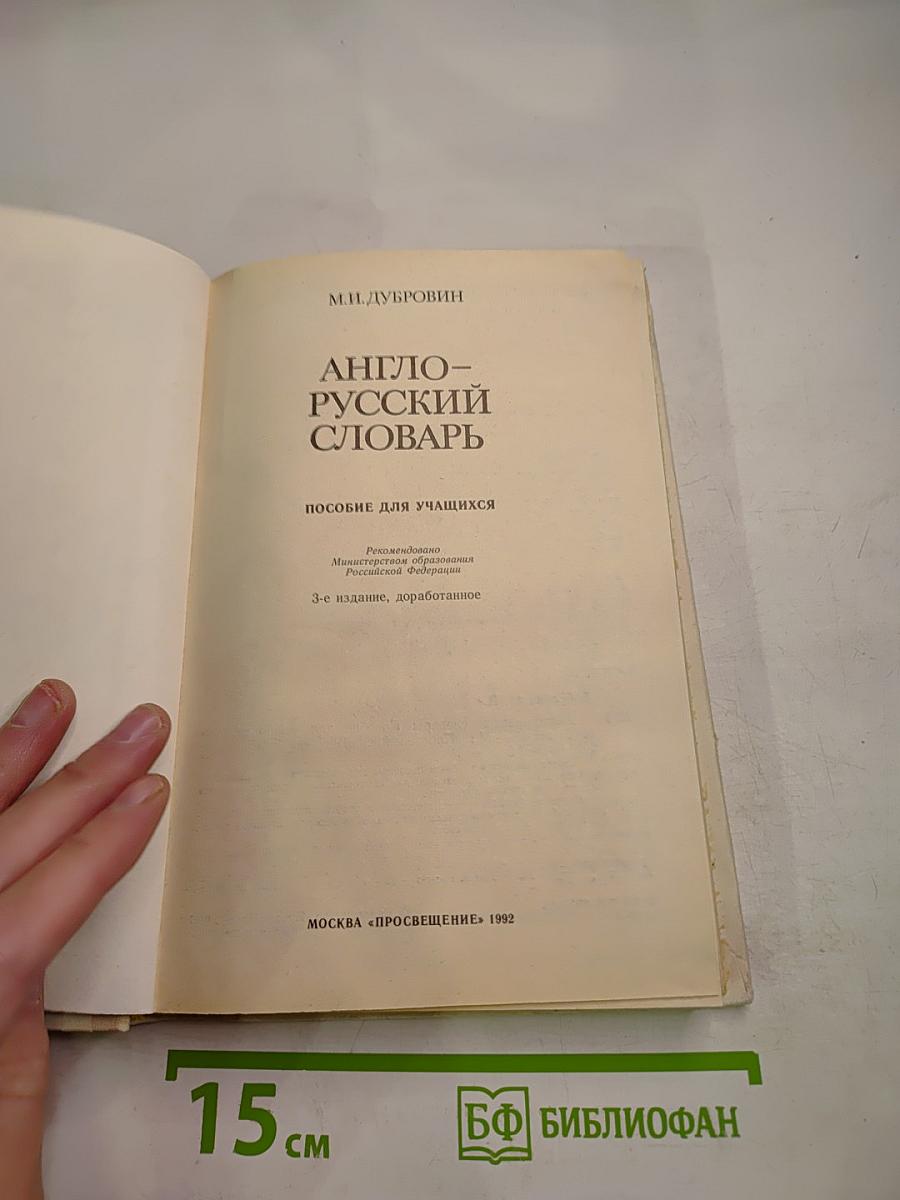 М.И. ДУБРОВИН
АНГЛО–
РУССКИЙ
СЛОВАРЬ
ПОСОБИЕ ДЛЯ УЧАЩИХСЯ
Рекомендовано
Министерством образования
Российской Федерации
3-е издание, доработанное
МОСКВА «ПРОСВЕЩЕНИЕ» 1992
15 см
БФ БИБЛИОФАН